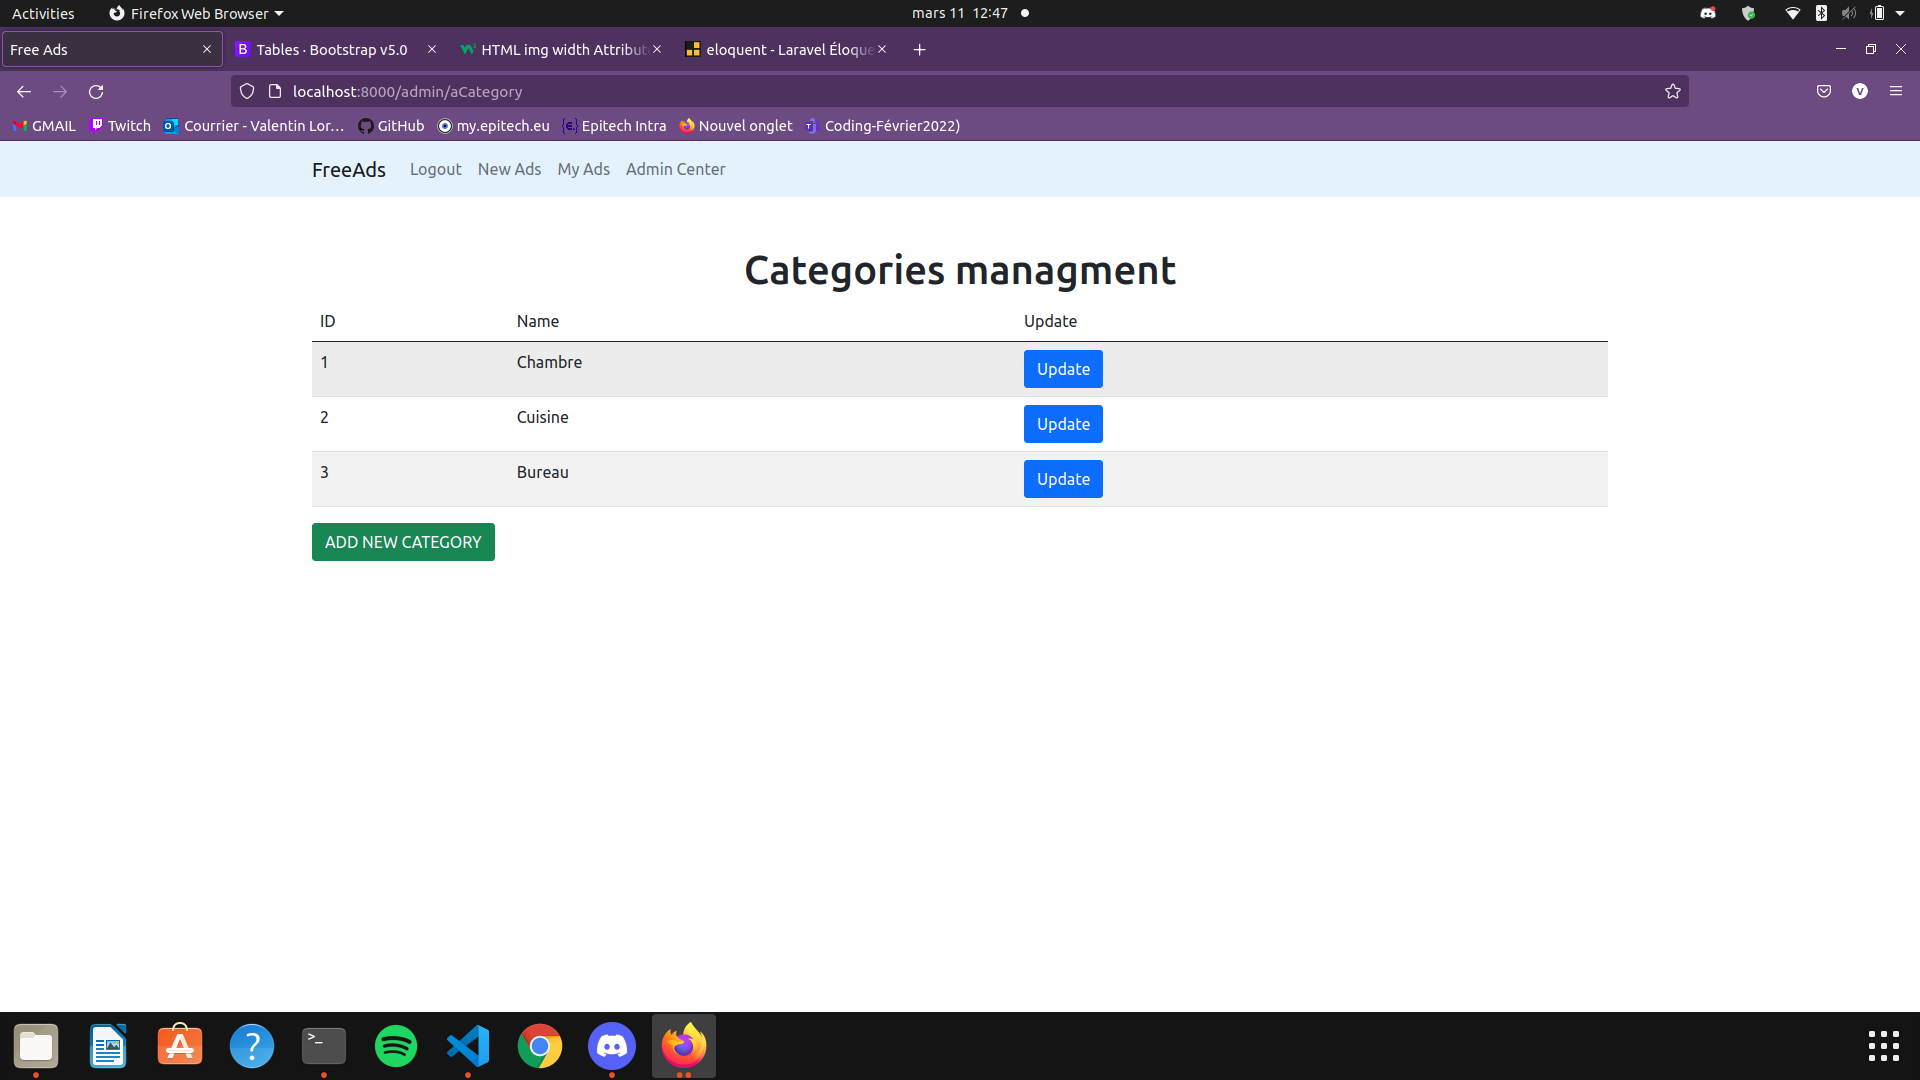 Activities Firefox Web Browser mars 11 12:47
Free Ads Tables · Bootstrap v5.0 HTML img width Attribut eloquent - Laravel Éloque
localhost:8000/admin/aCategory
GMAIL Twitch Courrier - Valentin Lor… GitHub my.epitech.eu Epitech Intra Nouvel onglet Coding-Février2022)
FreeAds Logout New Ads My Ads Admin Center
Categories managment
ID Name Update
1 Chambre Update
2 Cuisine Update
3 Bureau Update
ADD NEW CATEGORY